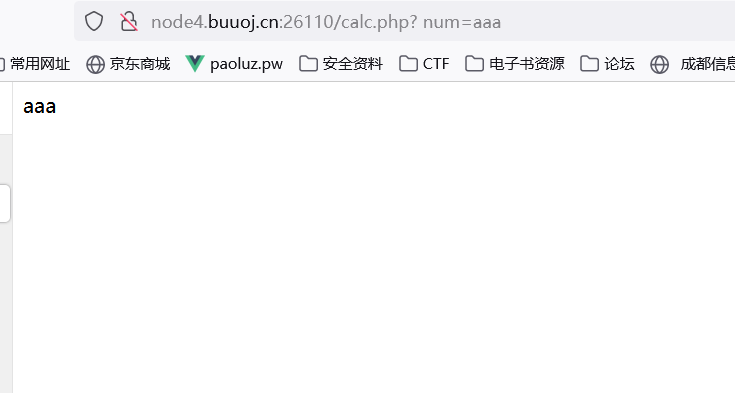 node4.buuoj.cn:26110/calc.php? num=aaa
常用网址 京东商城 paoluz.pw 安全资料 CTF 电子书资源 论坛 成都信息
aaa